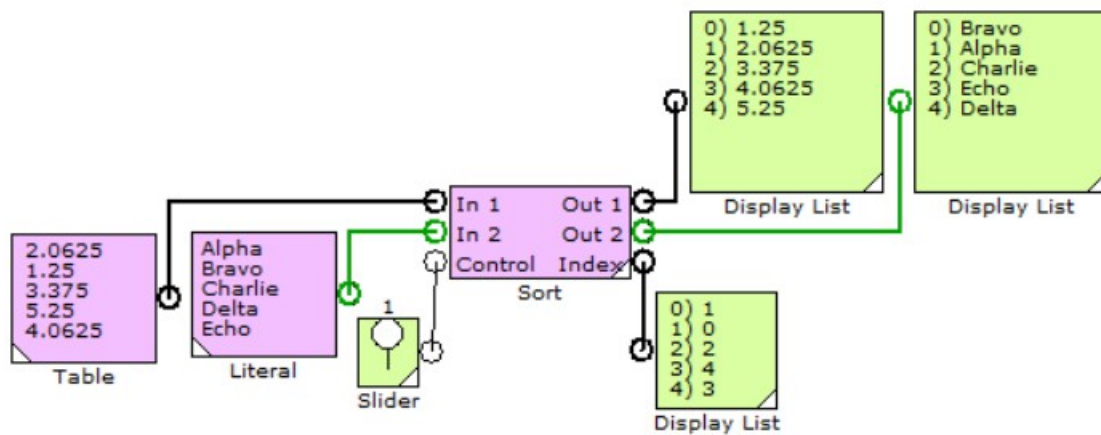 0) 1.25
1) 2.0625
2) 3.375
3) 4.0625
4) 5.25
Display List
0) Bravo
1) Alpha
2) Charlie
3) Echo
4) Delta
Display List
In 1 Out 1
In 2 Out 2
Control Index
Sort
2.0625
1.25
3.375
5.25
4.0625
Table
Alpha
Bravo
Charlie
Delta
Echo
Literal
1
Slider
0) 1
1) 0
2) 2
3) 4
4) 3
Display List